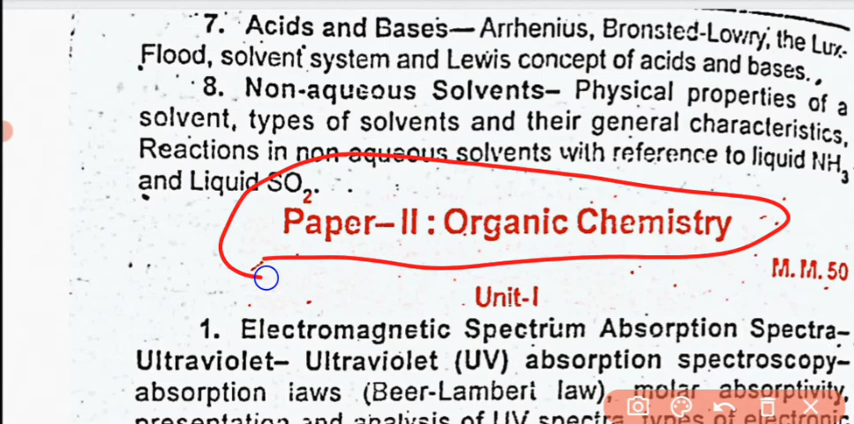 7. Acids and Bases— Arrhenius, Bronsted-Lowry, the Lux-
Flood, solvent system and Lewis concept of acids and bases.
8. Non-aqueous Solvents– Physical properties of a
solvent, types of solvents and their general characteristics,
Reactions in non aqueous solvents with reference to liquid NH3
and Liquid SO2.
Paper–II : Organic Chemistry
M.M. 50
Unit-I
1. Electromagnetic Spectrum Absorption Spectra–
Ultraviolet– Ultraviolet (UV) absorption spectroscopy–
absorption laws (Beer-Lambert law), molar absorptivity,
presentation and analysis of UV spectra types of electronic